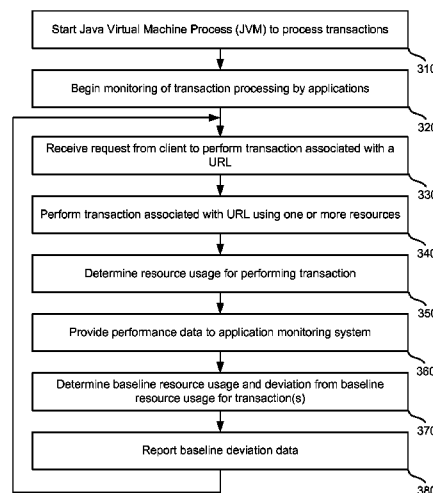 Start Java Virtual Machine Process (JVM) to process transactions
310
Begin monitoring of transaction processing by applications
320
Receive request from client to perform transaction associated with a
URL
330
Perform transaction associated with URL using one or more resources
340
Determine resource usage for performing transaction
350
Provide performance data to application monitoring system
360
Determine baseline resource usage and deviation from baseline
resource usage for transaction(s)
370
Report baseline deviation data
380